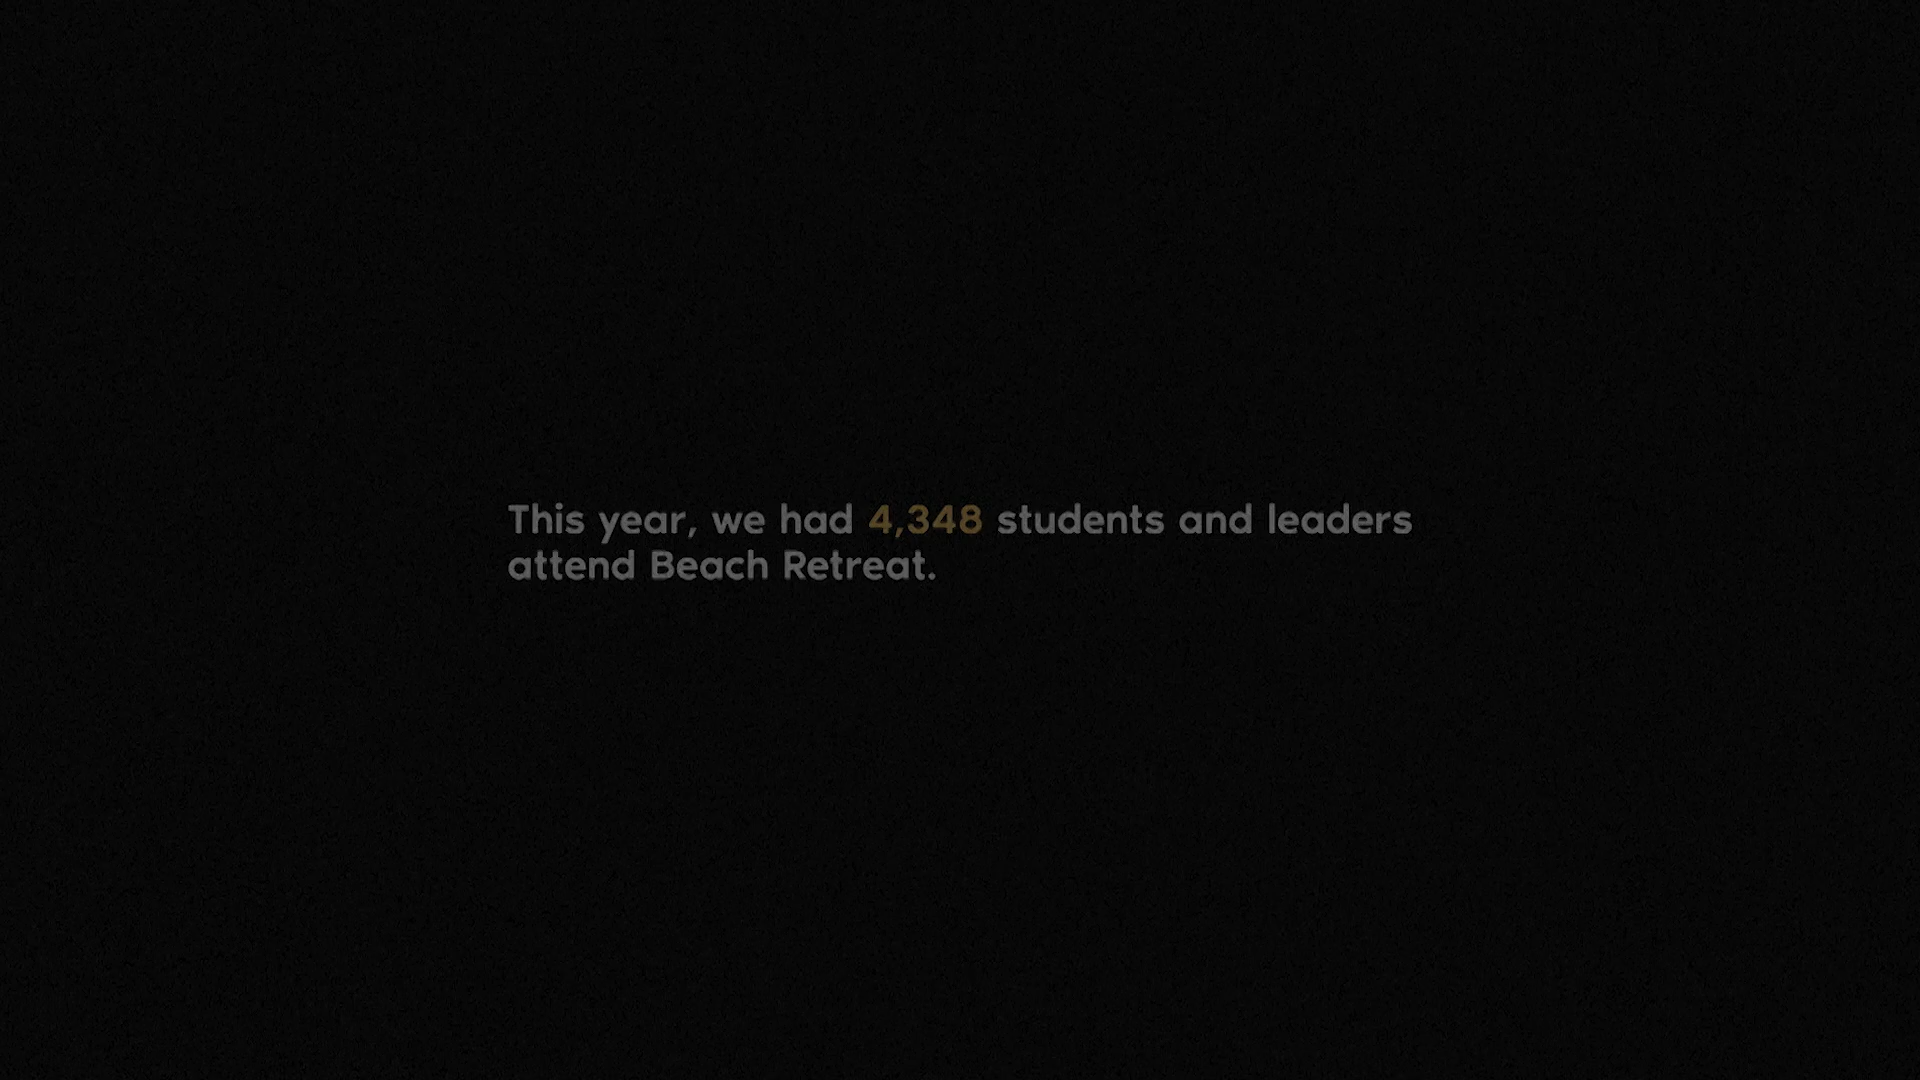 This year, we had 4,348 students and leaders
attend Beach Retreat.